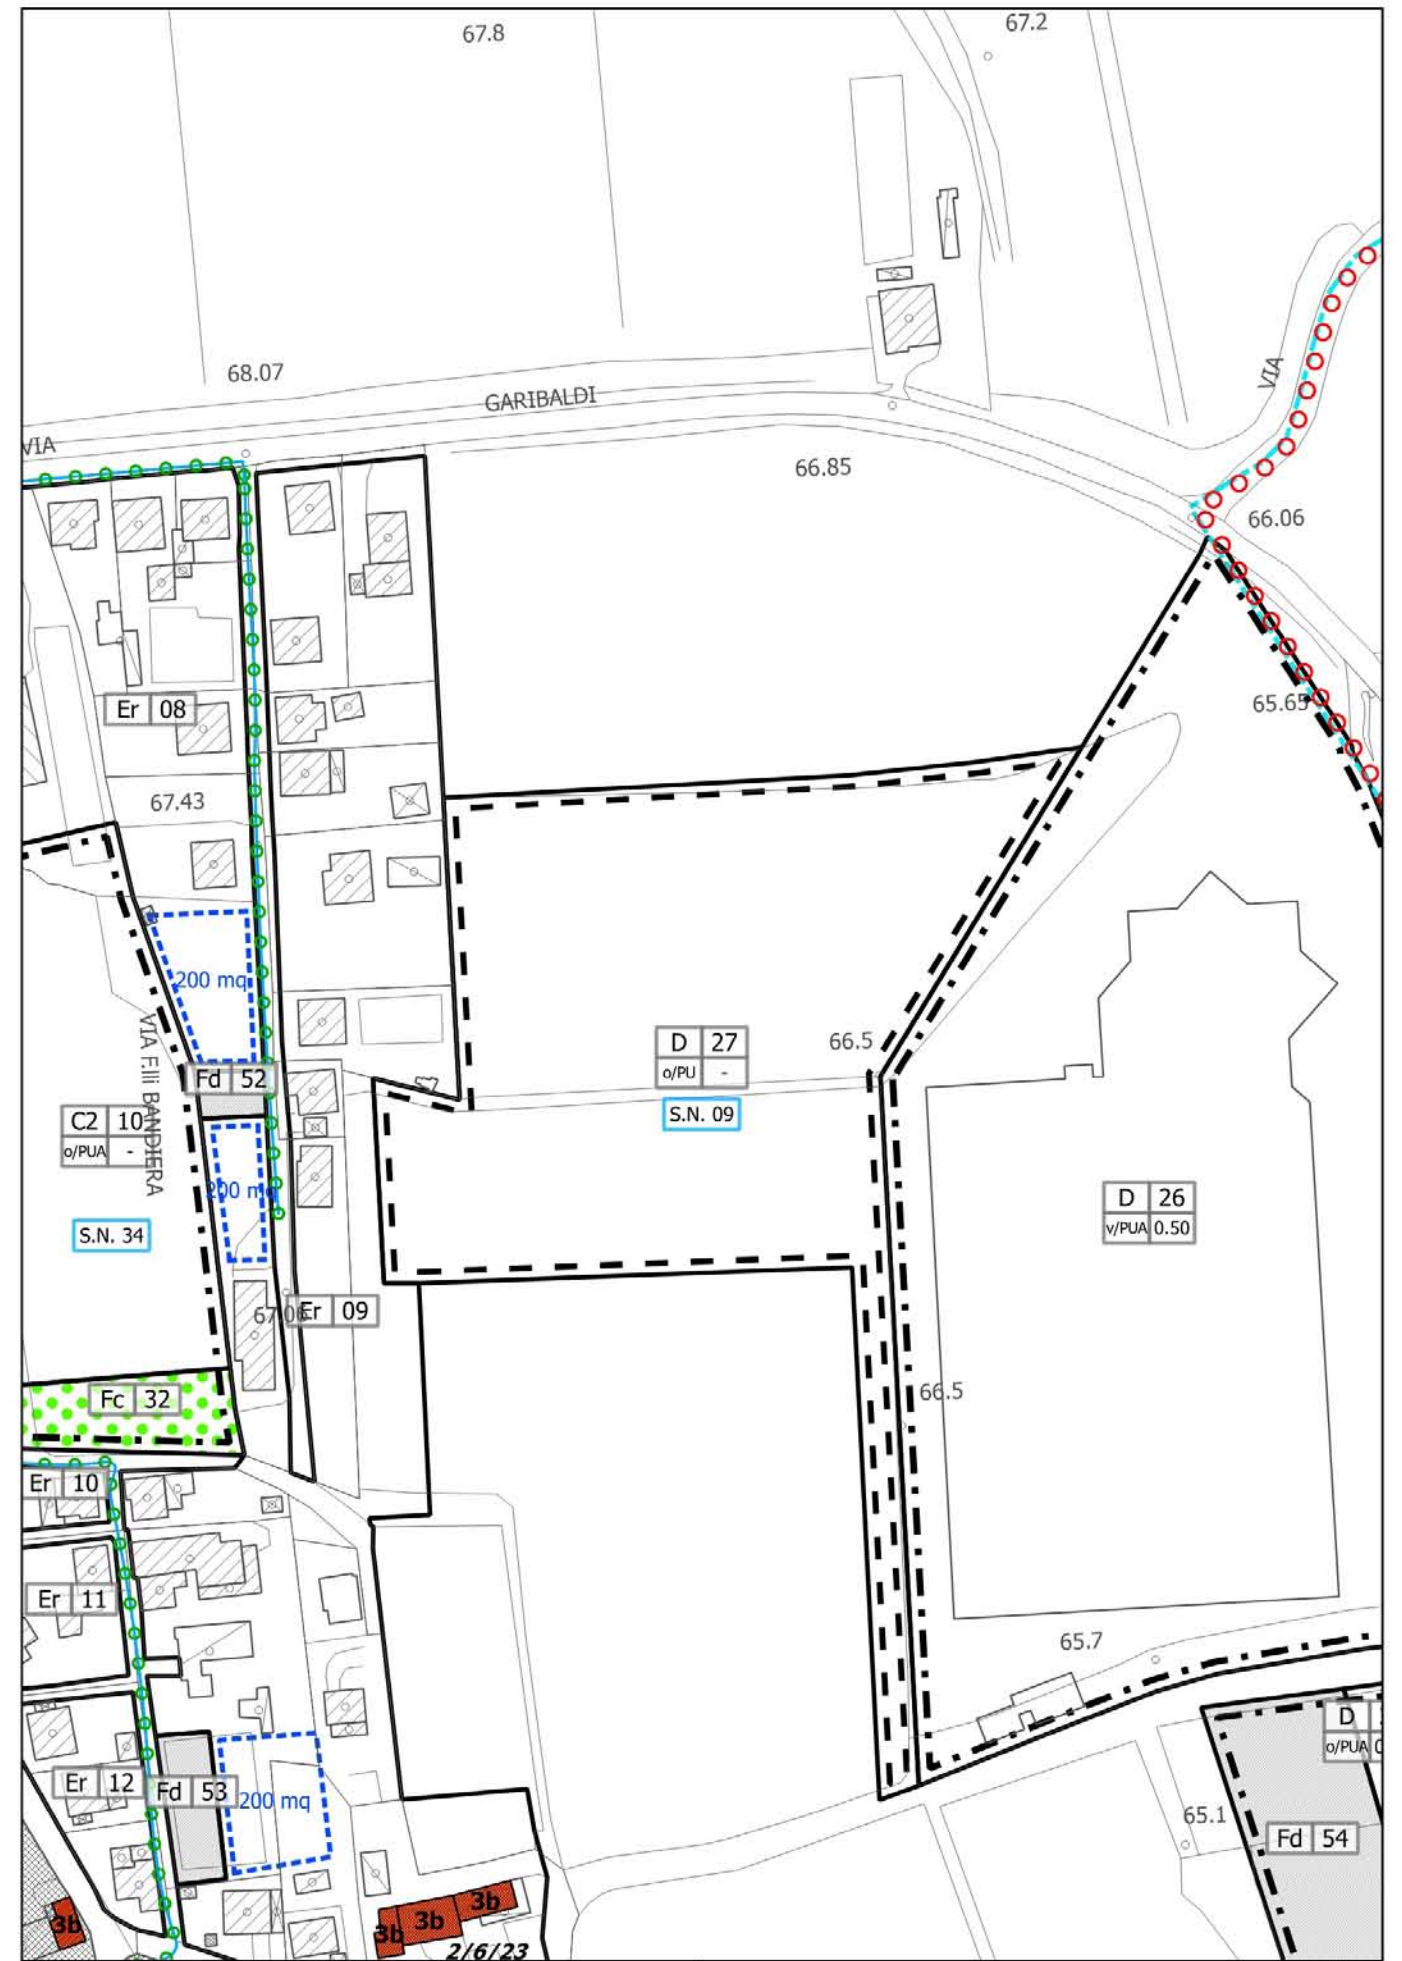 67.8
67.2
68.07
GARIBALDI
VIA
VIA
66.85
66.06
65.65
Er 08
67.43
200 mq
VIA F.lli BANDIERA
Fd 52
D 27
o/PU -
66.5
S.N. 09
C2 10
o/PUA -
200 mq
S.N. 34
D 26
v/PUA 0.50
67.06
Er 09
66.5
Fc 32
Er 10
Er 11
65.7
D
o/PUA
Er 12
Fd 53
200 mq
65.1
Fd 54
3b
3b
3b
3b
2/6/23